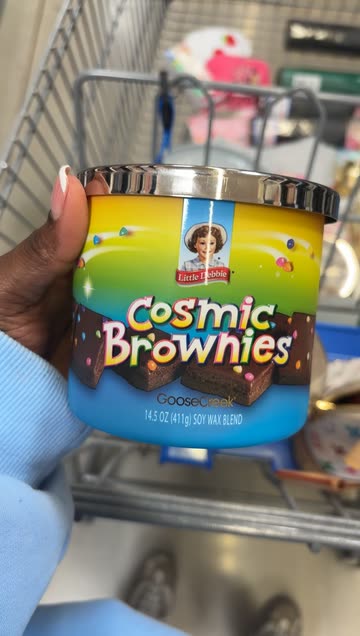 Little Debbie
Cosmic
Brownies
GooseCreek
14.5 OZ (411g) SOY WAX BLEND